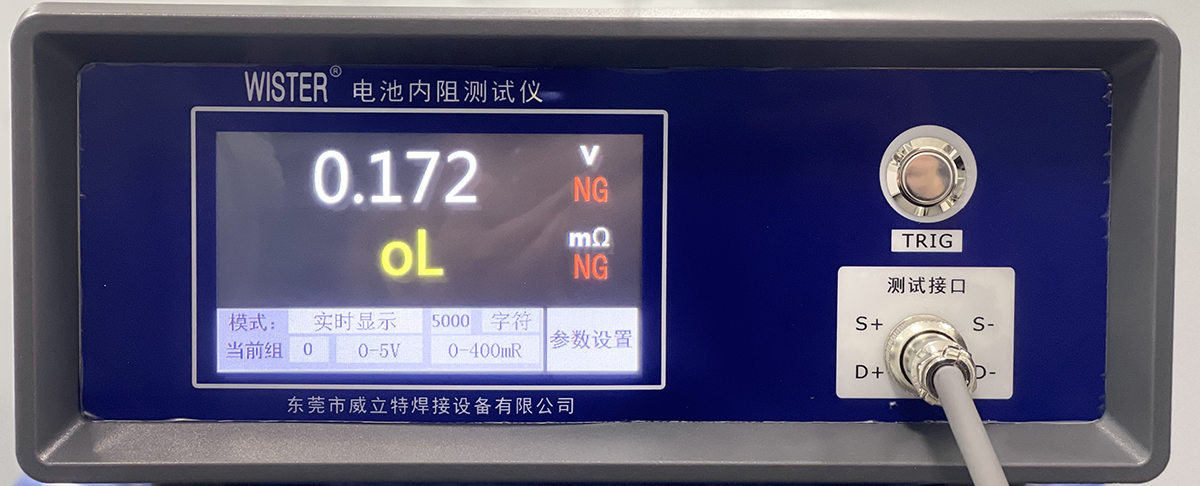 WISTER® 电池内阻测试仪
0.172 V
NG
oL mΩ
NG
模式: 实时显示 5000 字符
当前组 0 0-5V 0-400mR
参数设置
东莞市威立特焊接设备有限公司
TRIG
测试接口
S+ S-
D+ D-